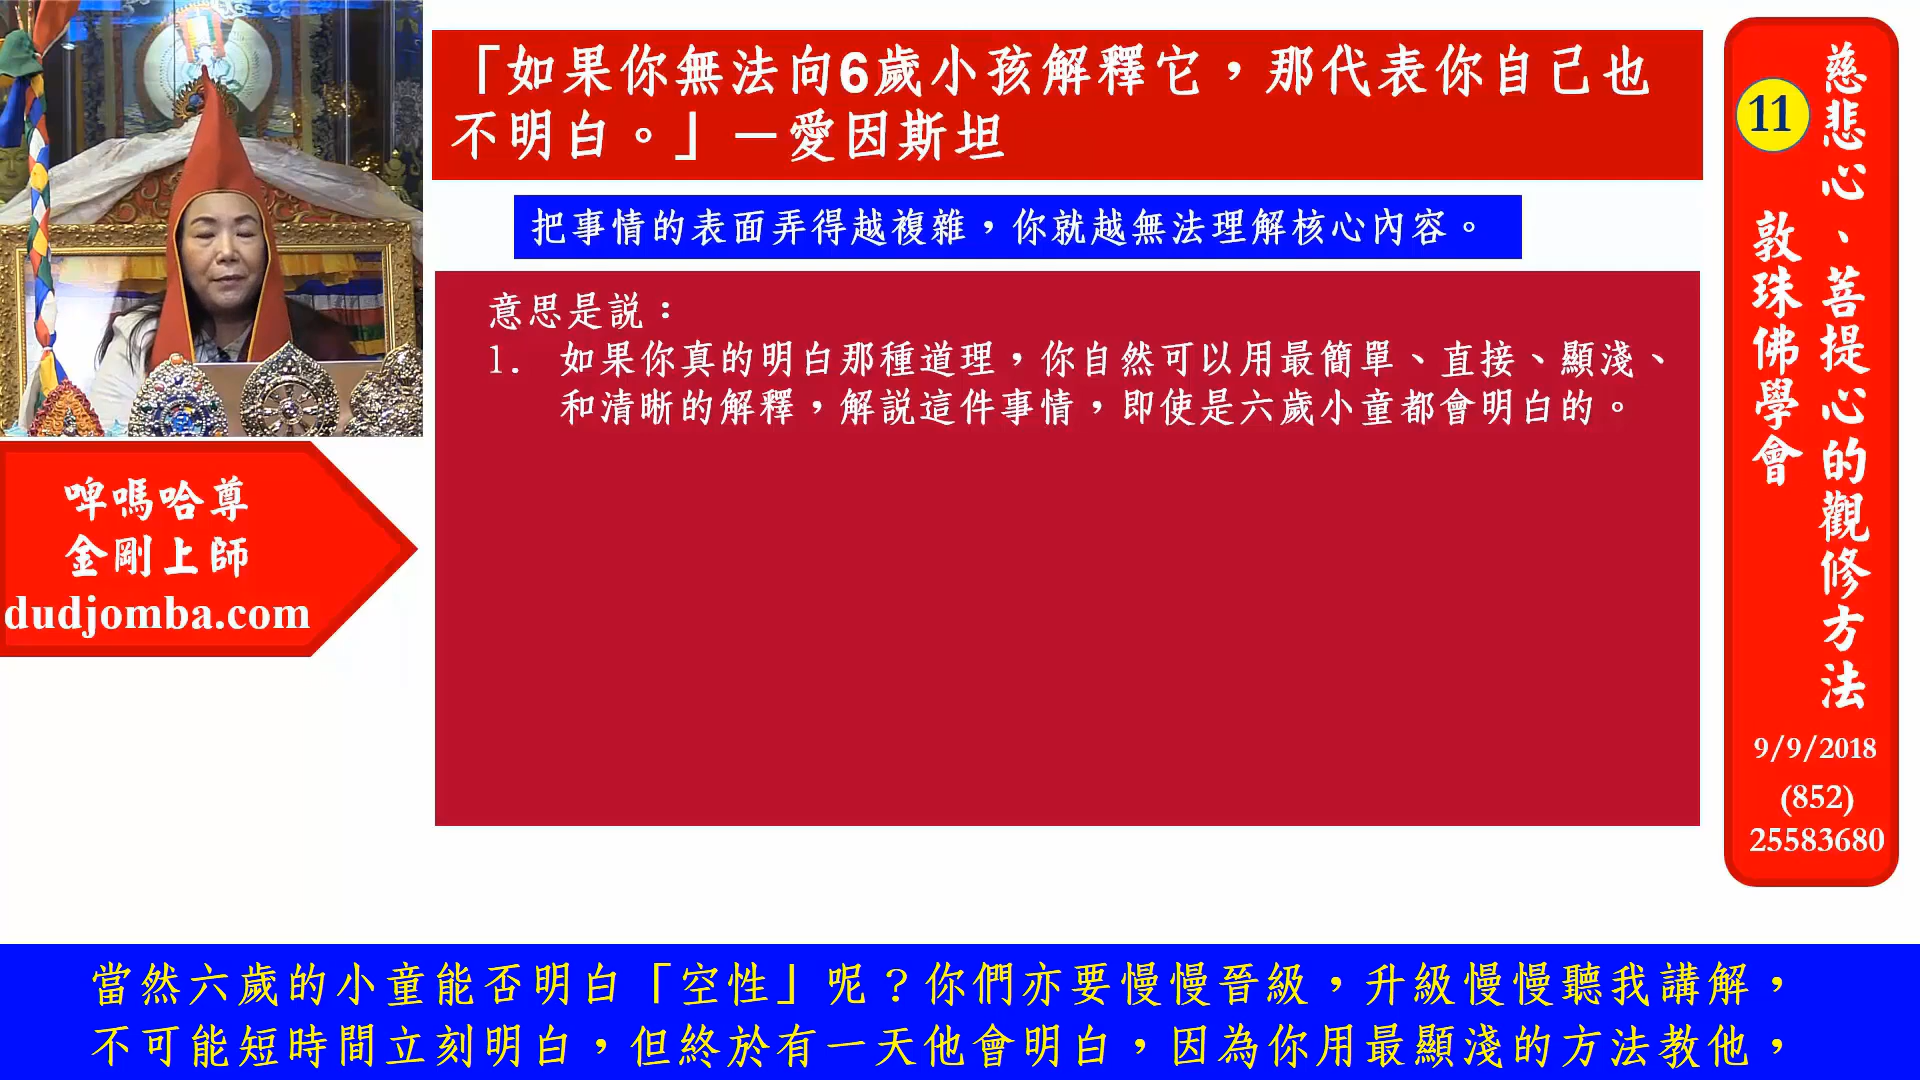 「如果你無法向6歲小孩解釋它，那代表你自己也
不明白。」－愛因斯坦
把事情的表面弄得越複雜，你就越無法理解核心內容。
意思是説：
1. 如果你真的明白那種道理，你自然可以用最簡單、直接、顯淺、
和清晰的解釋，解説這件事情，即使是六歲小童都會明白的。
啤嗎哈尊
金剛上師
dudjomba.com
慈悲心、菩提心的觀修方法
11
敦珠佛學會
9/9/2018
(852)
25583680
當然六歲的小童能否明白「空性」呢？你們亦要慢慢晉級，升級慢慢聽我講解，
不可能短時間立刻明白，但終於有一天他會明白，因為你用最顯淺的方法教他，